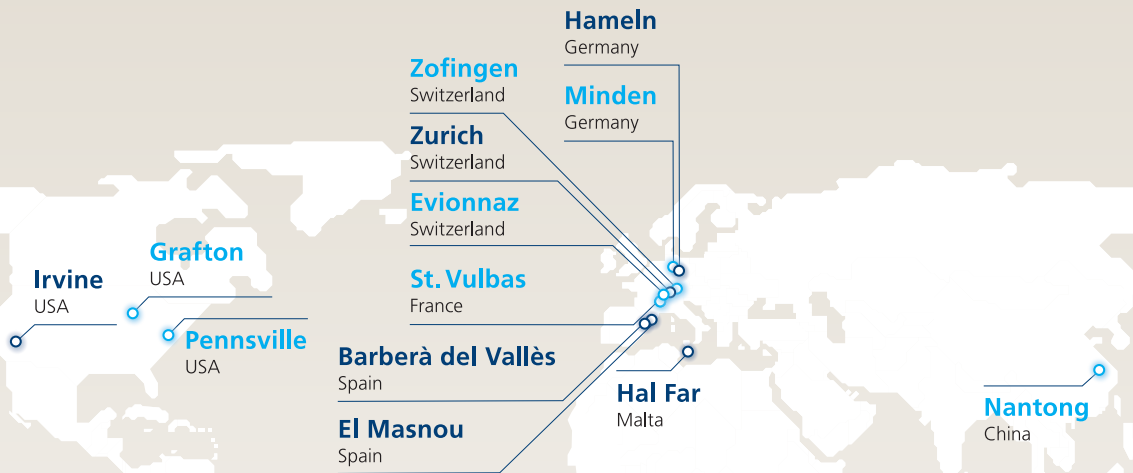 Hameln
Germany
Zofingen
Switzerland
Minden
Germany
Zurich
Switzerland
Evionnaz
Switzerland
Grafton
USA
Irvine
USA
St. Vulbas
France
Pennsville
USA
Barberà del Vallès
Spain
Hal Far
Malta
Nantong
China
El Masnou
Spain